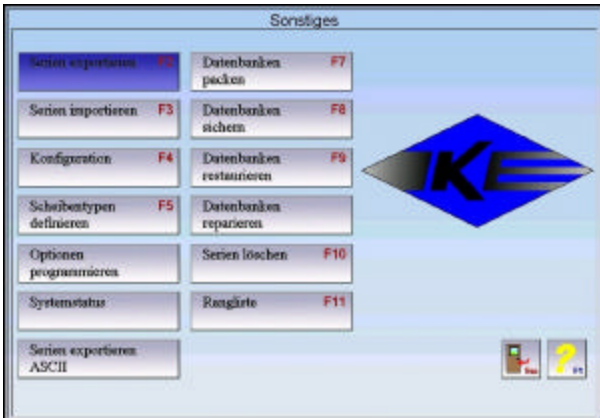 Sonstiges
Serien exportieren F2
Serien importieren F3
Konfiguration F4
Scheibentypen F5
definieren
Optionen
programmieren
Systemstatus
Serien exportieren
ASCII
Datenbanken F7
packen
Datenbanken F8
sichern
Datenbanken F9
restaurieren
Datenbanken
reparieren
Serien löschen F10
Rangliste F11
KE
Esc
F1